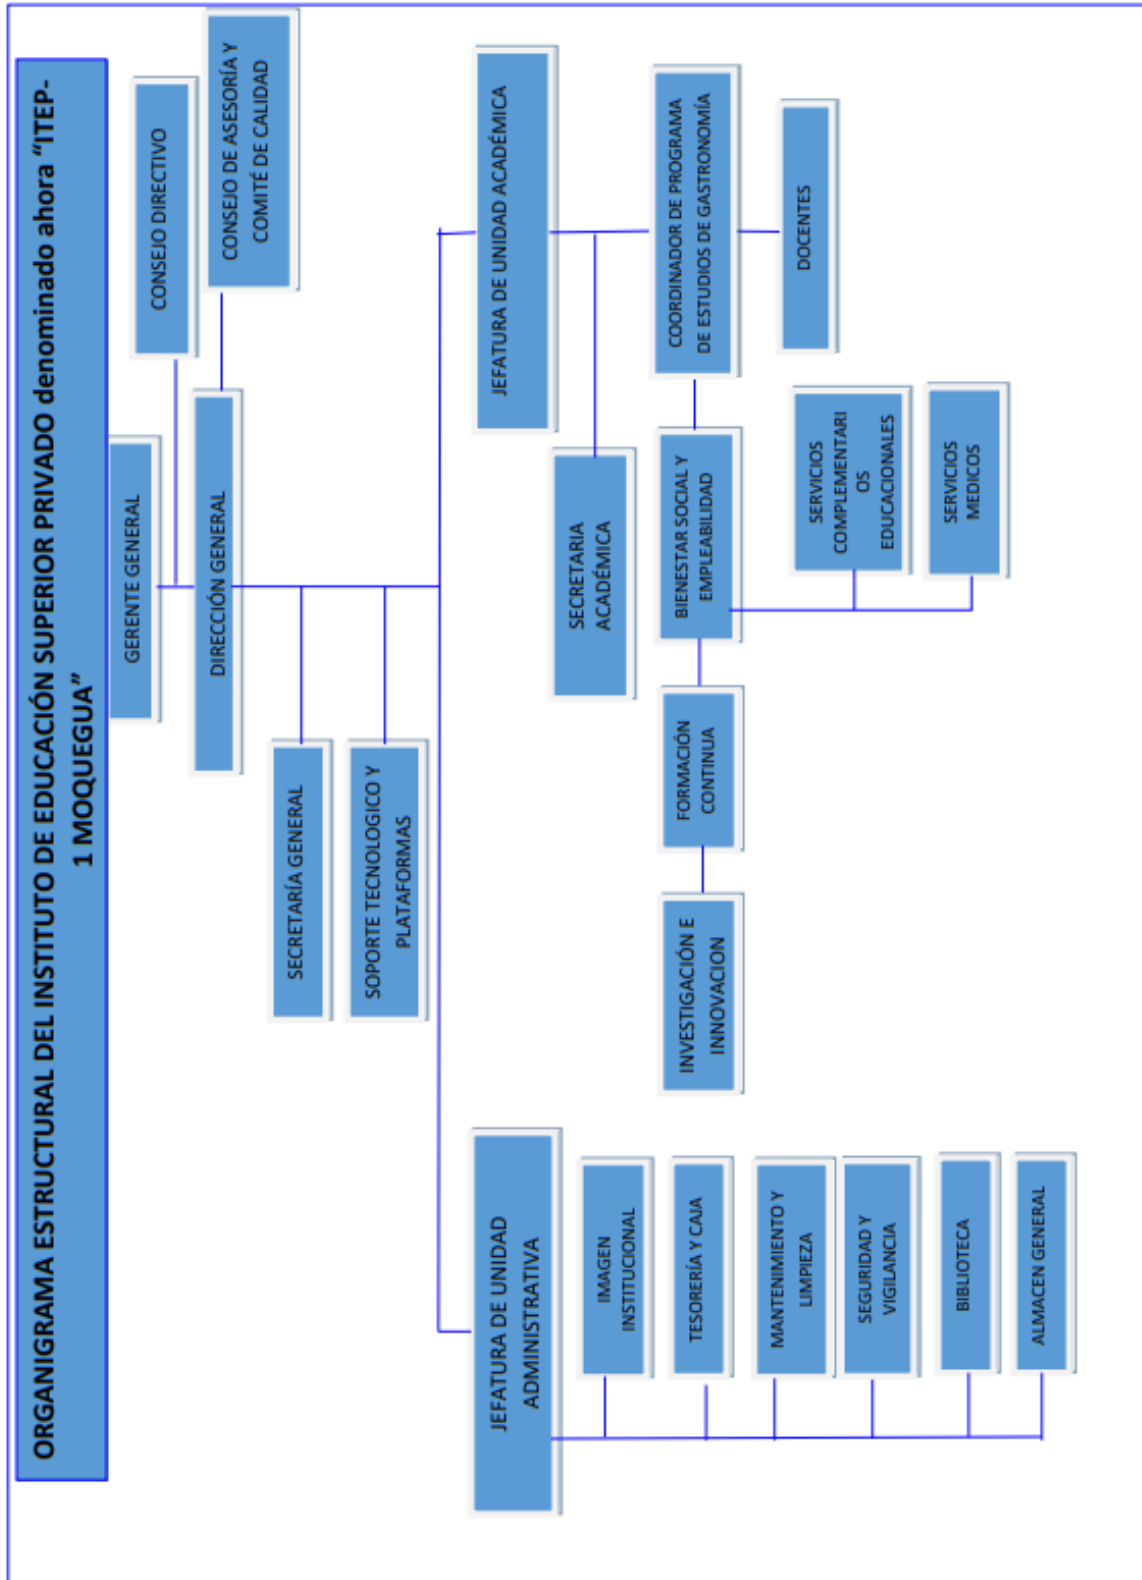 ORGANIGRAMA ESTRUCTURAL DEL INSTITUTO DE EDUCACIÓN SUPERIOR PRIVADO denominado ahora "ITEP-
1 MOQUEGUA"
GERENTE GENERAL
CONSEJO DIRECTIVO
DIRECCIÓN GENERAL
CONSEJO DE ASESORÍA Y
COMITÉ DE CALIDAD
SECRETARÍA GENERAL
SOPORTE TECNOLOGICO Y
PLATAFORMAS
JEFATURA DE UNIDAD
ADMINISTRATIVA
IMAGEN
INSTITUCIONAL
TESORERÍA Y CAJA
MANTENIMIENTO Y
LIMPIEZA
SEGURIDAD Y
VIGILANCIA
BIBLIOTECA
ALMACEN GENERAL
JEFATURA DE UNIDAD ACADÉMICA
SECRETARIA
ACADÉMICA
INVESTIGACIÓN E
INNOVACION
FORMACIÓN
CONTINUA
BIENESTAR SOCIAL Y
EMPLEABILIDAD
COORDINADOR DE PROGRAMA
DE ESTUDIOS DE GASTRONOMÍA
SERVICIOS
COMPLEMENTARI
OS
EDUCACIONALES
SERVICIOS
MEDICOS
DOCENTES